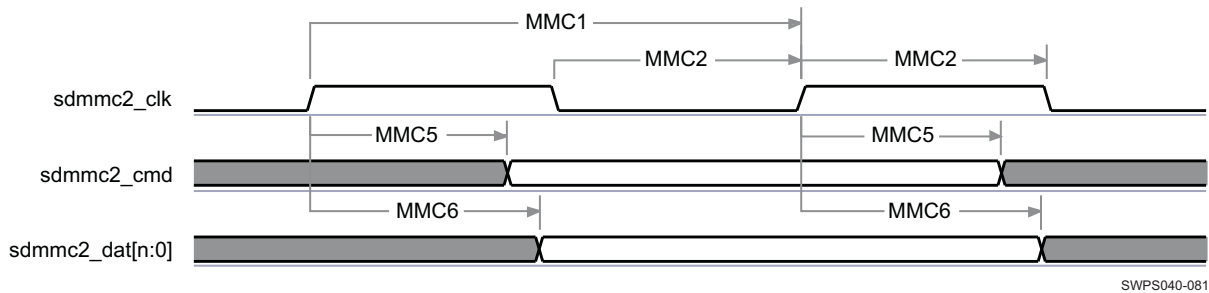 MMC1
MMC2 MMC2
sdmmc2_clk
MMC5 MMC5
sdmmc2_cmd
MMC6 MMC6
sdmmc2_dat[n:0]
SWPS040-081